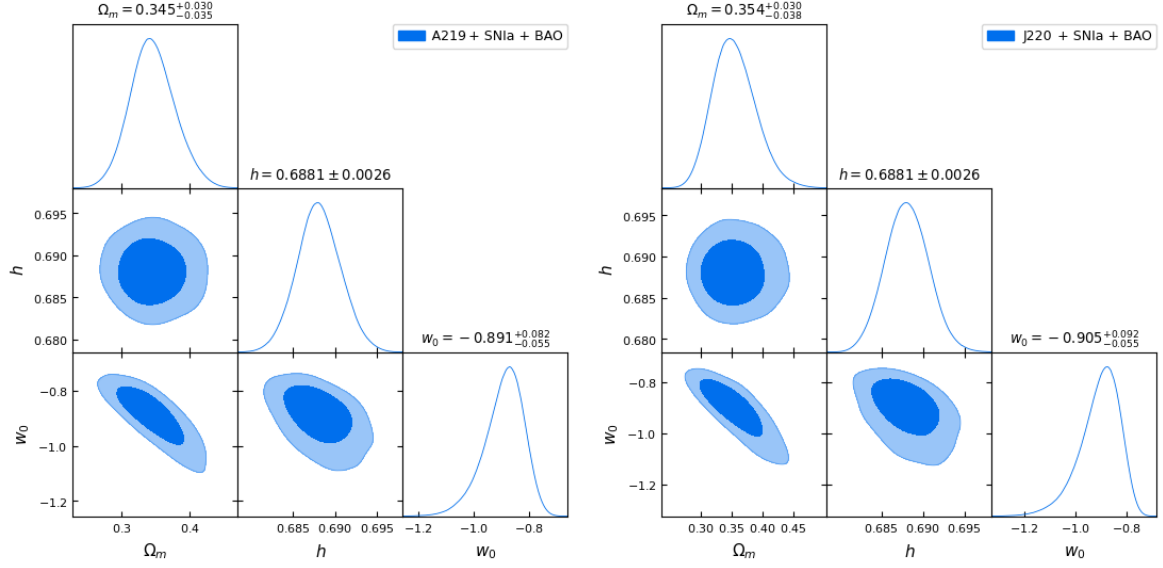 Ω_m = 0.345^{+0.030}_{-0.035}
A219 + SNIa + BAO
h = 0.6881 ± 0.0026
w_0 = −0.891^{+0.082}_{-0.055}
0.695
0.690
0.685
0.680
h
−0.8
−1.0
−1.2
w_0
0.3 0.4
Ω_m
0.685 0.690 0.695
h
−1.2 −1.0 −0.8
w_0
Ω_m = 0.354^{+0.030}_{-0.038}
J220 + SNIa + BAO
h = 0.6881 ± 0.0026
w_0 = −0.905^{+0.092}_{-0.055}
0.695
0.690
0.685
0.680
h
−0.8
−1.0
−1.2
w_0
0.30 0.35 0.40 0.45
Ω_m
0.685 0.690 0.695
h
−1.2 −1.0 −0.8
w_0